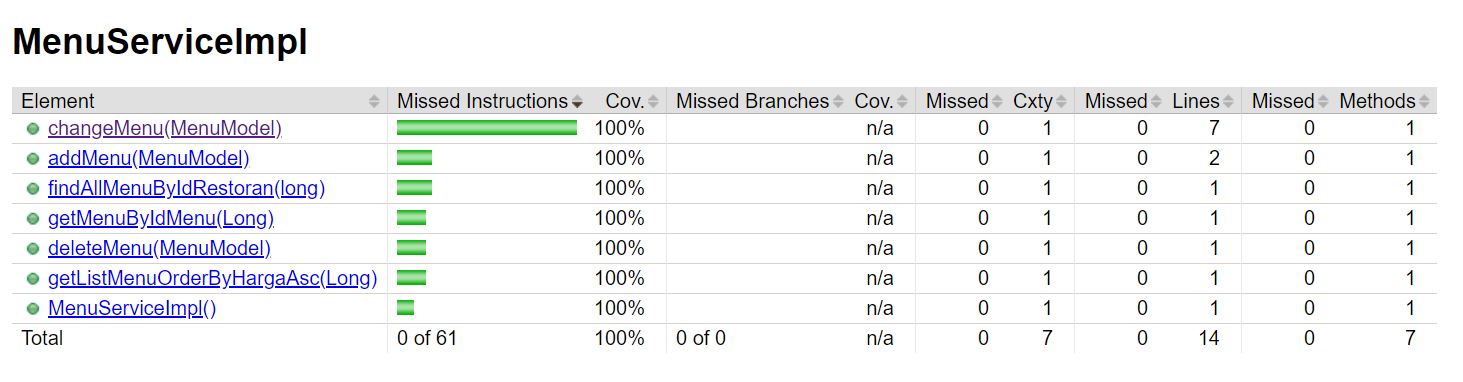 MenuServiceImpl
Element Missed Instructions Cov. Missed Branches Cov. Missed Cxty Missed Lines Missed Methods
changeMenu(MenuModel) 100% n/a 0 1 0 7 0 1
addMenu(MenuModel) 100% n/a 0 1 0 2 0 1
findAllMenuByIdRestoran(long) 100% n/a 0 1 0 1 0 1
getMenuByIdMenu(Long) 100% n/a 0 1 0 1 0 1
deleteMenu(MenuModel) 100% n/a 0 1 0 1 0 1
getListMenuOrderByHargaAsc(Long) 100% n/a 0 1 0 1 0 1
MenuServiceImpl() 100% n/a 0 1 0 1 0 1
Total 0 of 61 100% 0 of 0 n/a 0 7 0 14 0 7